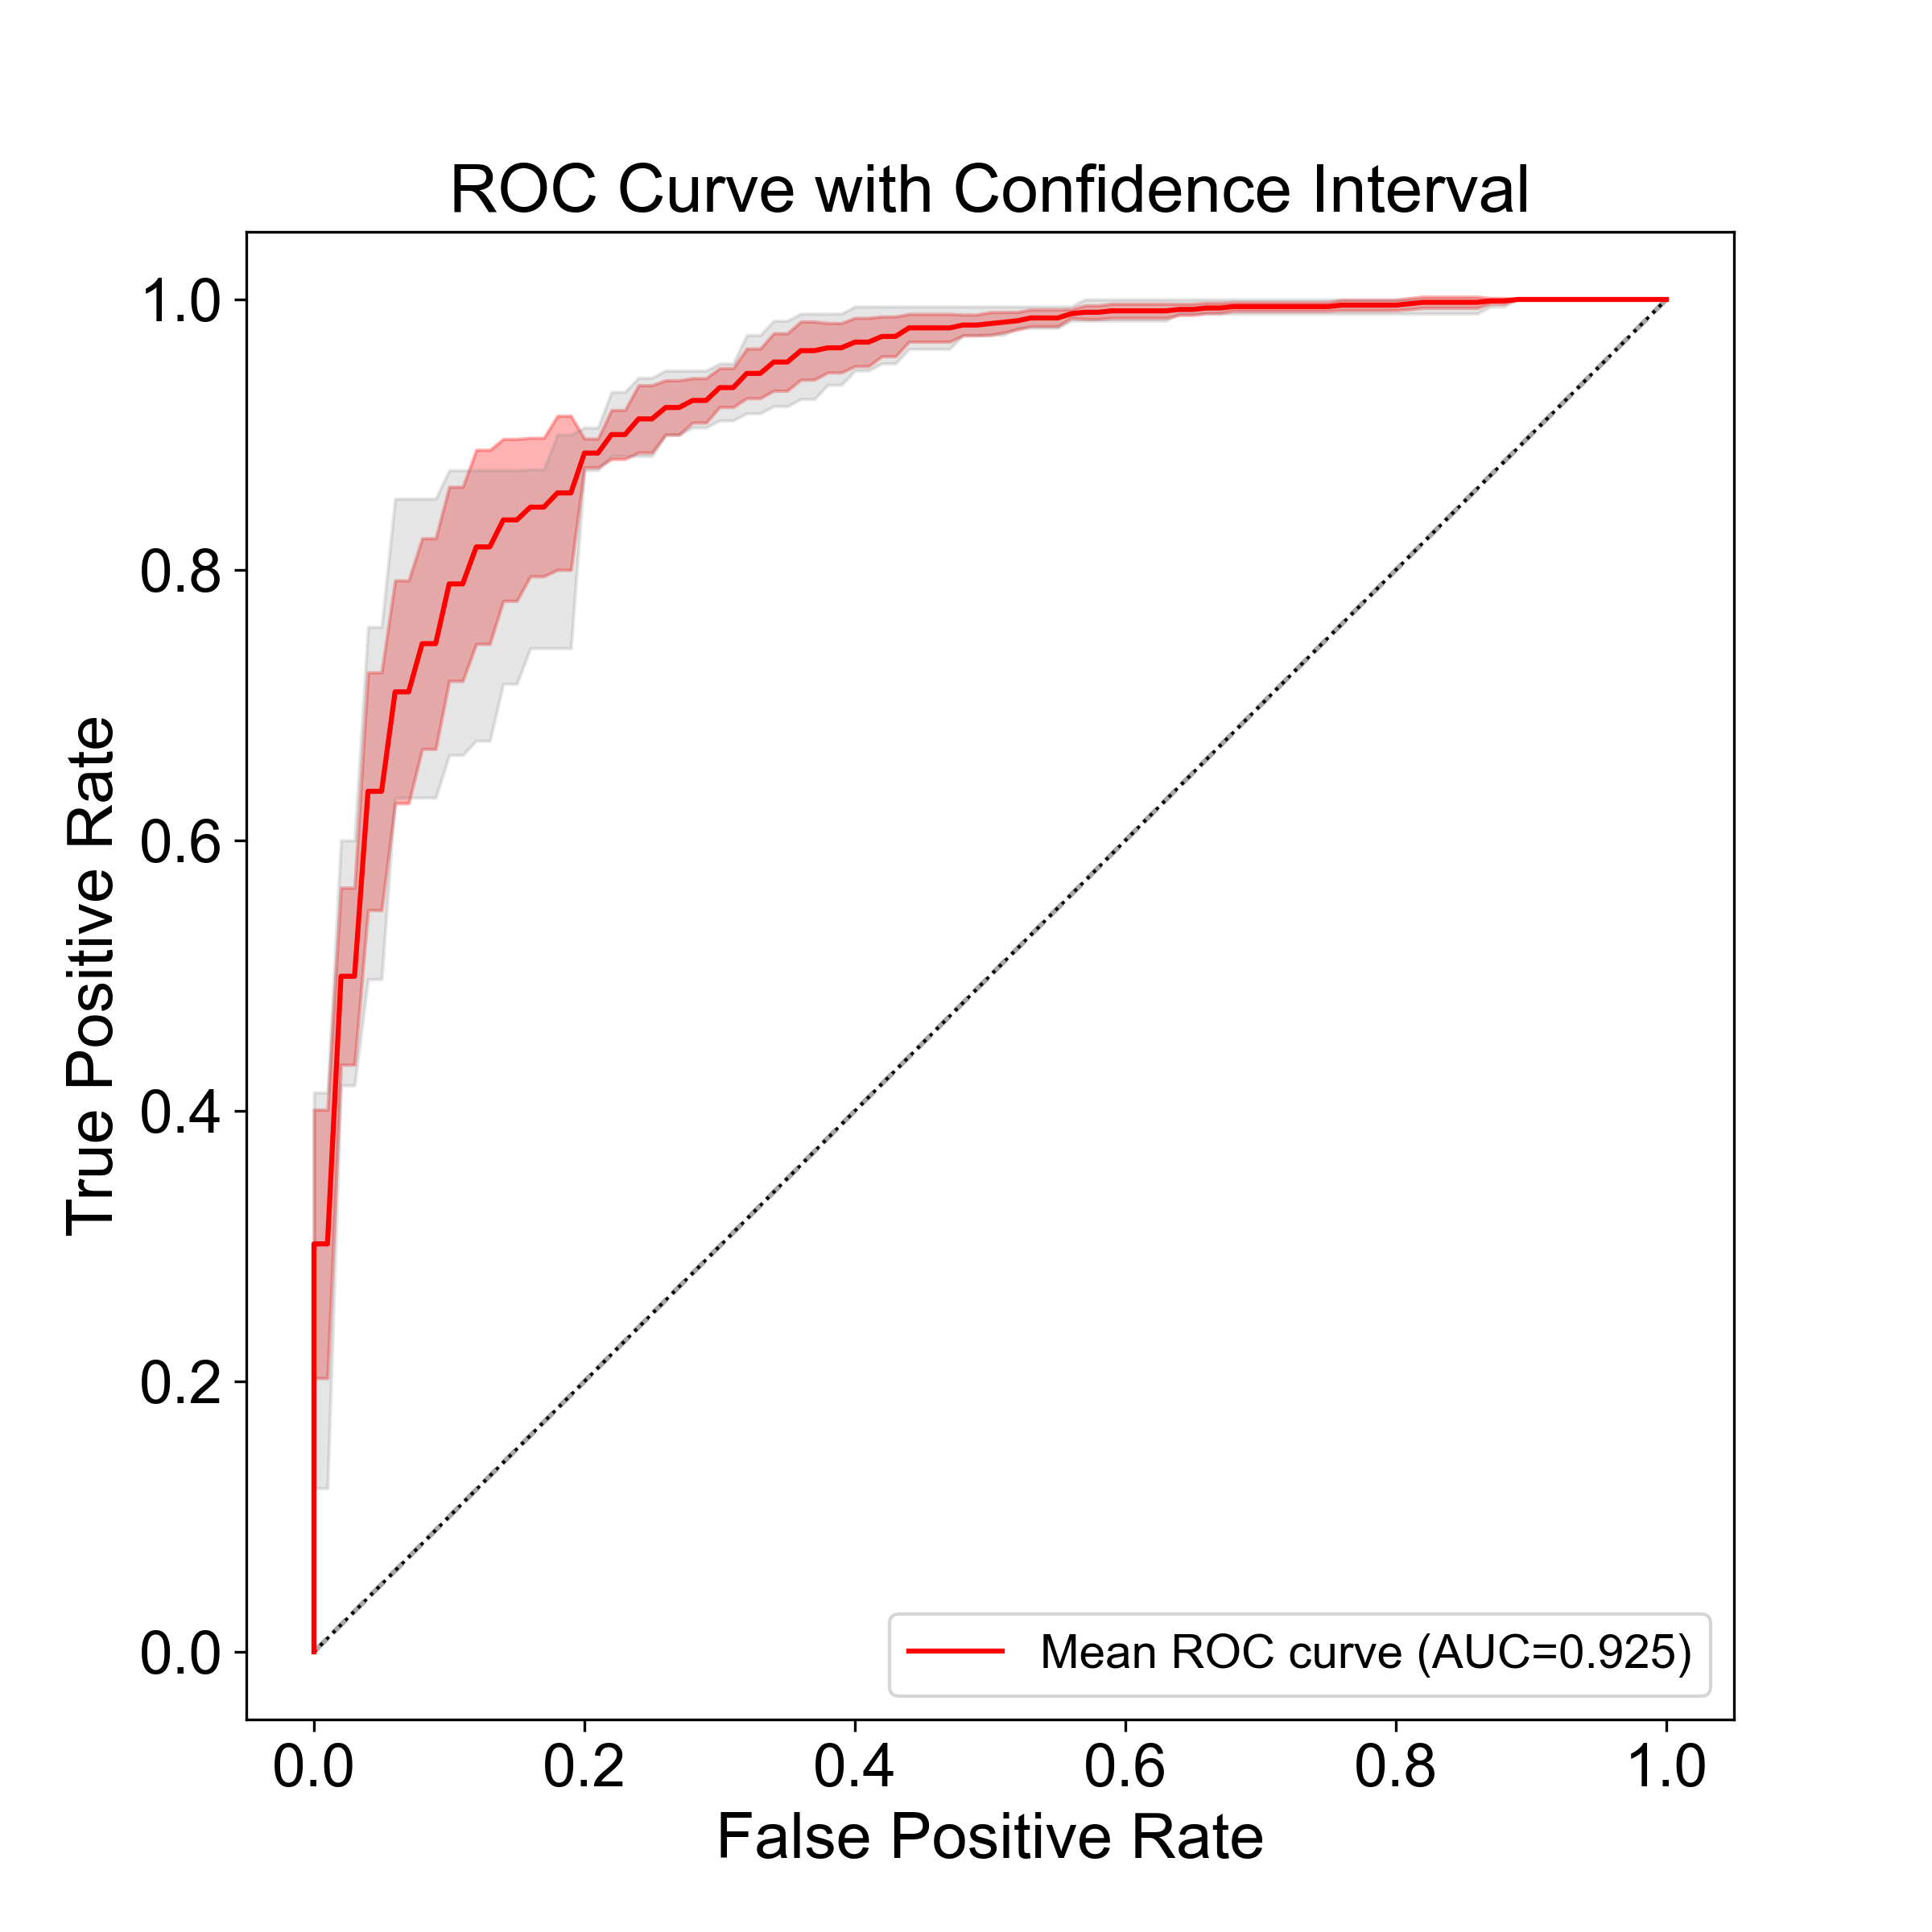 ROC Curve with Confidence Interval
True Positive Rate
1.0
0.8
0.6
0.4
0.2
0.0
Mean ROC curve (AUC=0.925)
0.0 0.2 0.4 0.6 0.8 1.0
False Positive Rate